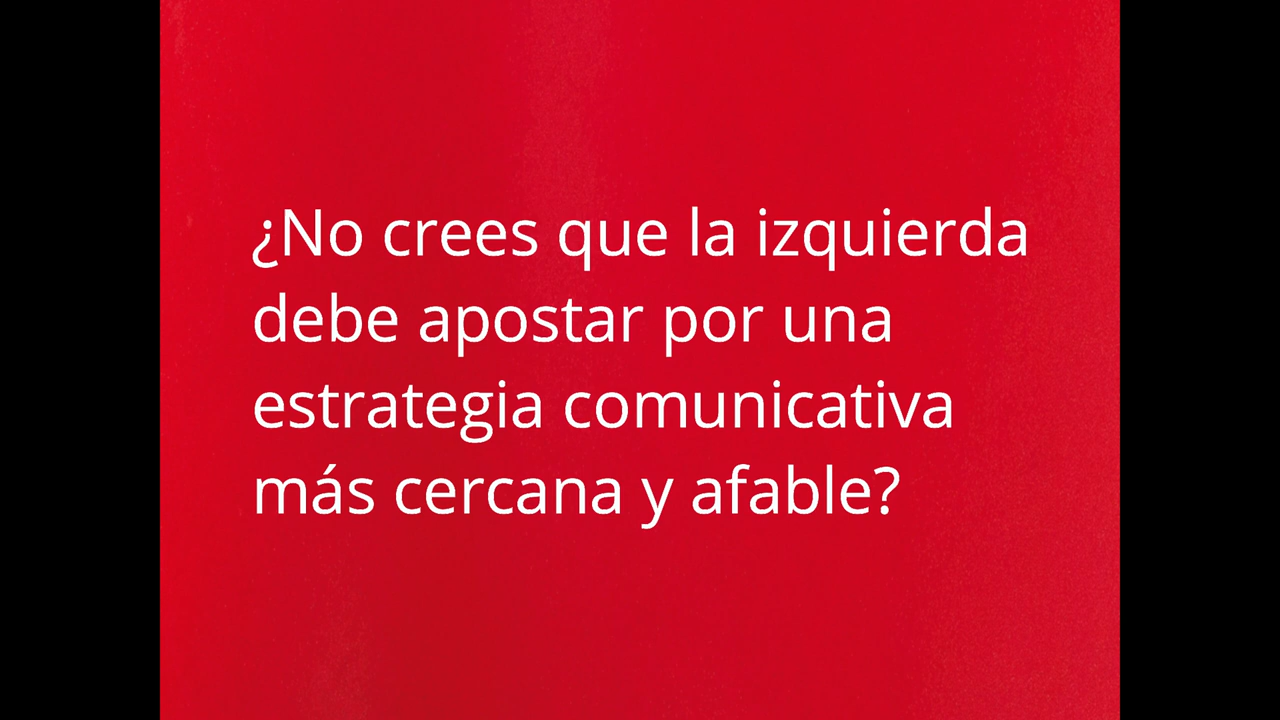 ¿No crees que la izquierda
debe apostar por una
estrategia comunicativa
más cercana y afable?